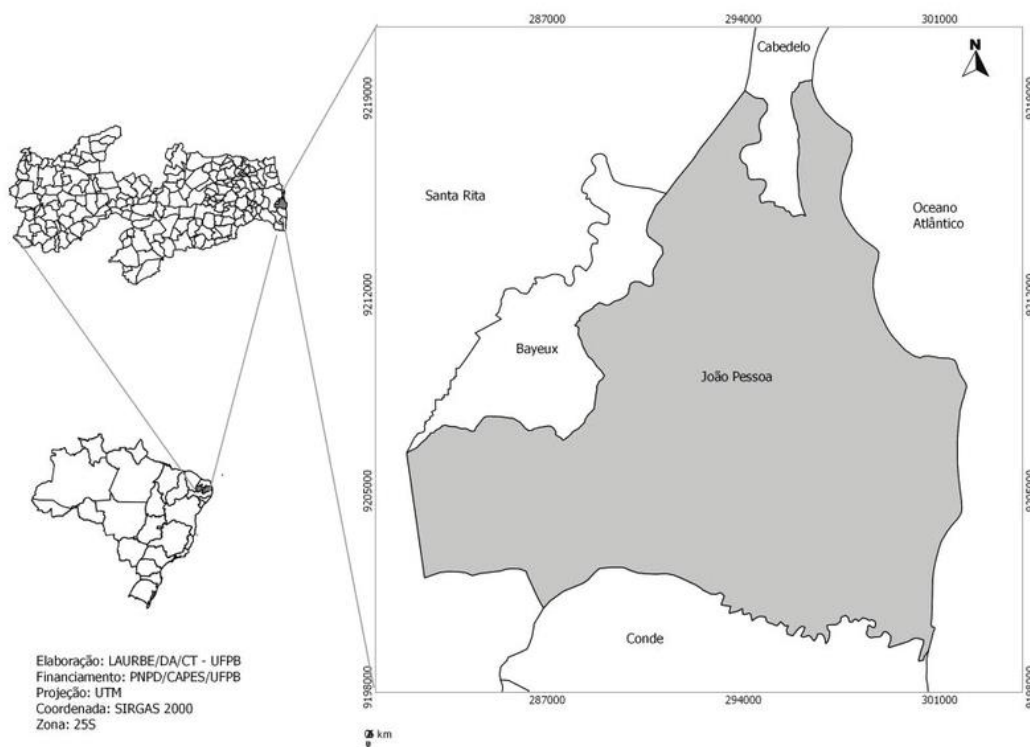 287000 294000 301000
Cabedelo
N
9219000
9219000
Santa Rita
Oceano
Atlântico
9212000
9212000
Bayeux
João Pessoa
9205000
9205000
Conde
9198000
9198000
287000 294000 301000
Elaboração: LAURBE/DA/CT - UFPB
Financiamento: PNPD/CAPES/UFPB
Projeção: UTM
Coordenada: SIRGAS 2000
Zona: 25S
km